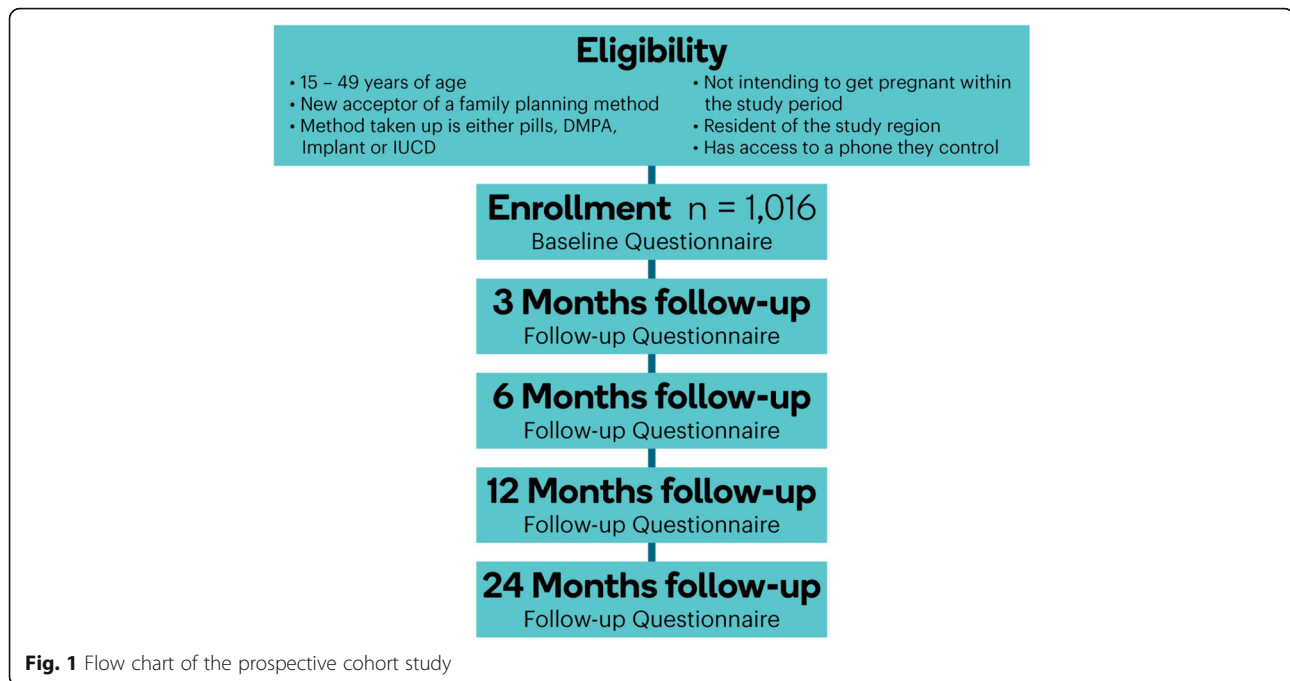 Eligibility
• 15 – 49 years of age
• New acceptor of a family planning method
• Method taken up is either pills, DMPA,
Implant or IUCD
• Not intending to get pregnant within
the study period
• Resident of the study region
• Has access to a phone they control
Enrollment n = 1,016
Baseline Questionnaire
3 Months follow-up
Follow-up Questionnaire
6 Months follow-up
Follow-up Questionnaire
12 Months follow-up
Follow-up Questionnaire
24 Months follow-up
Follow-up Questionnaire
Fig. 1 Flow chart of the prospective cohort study